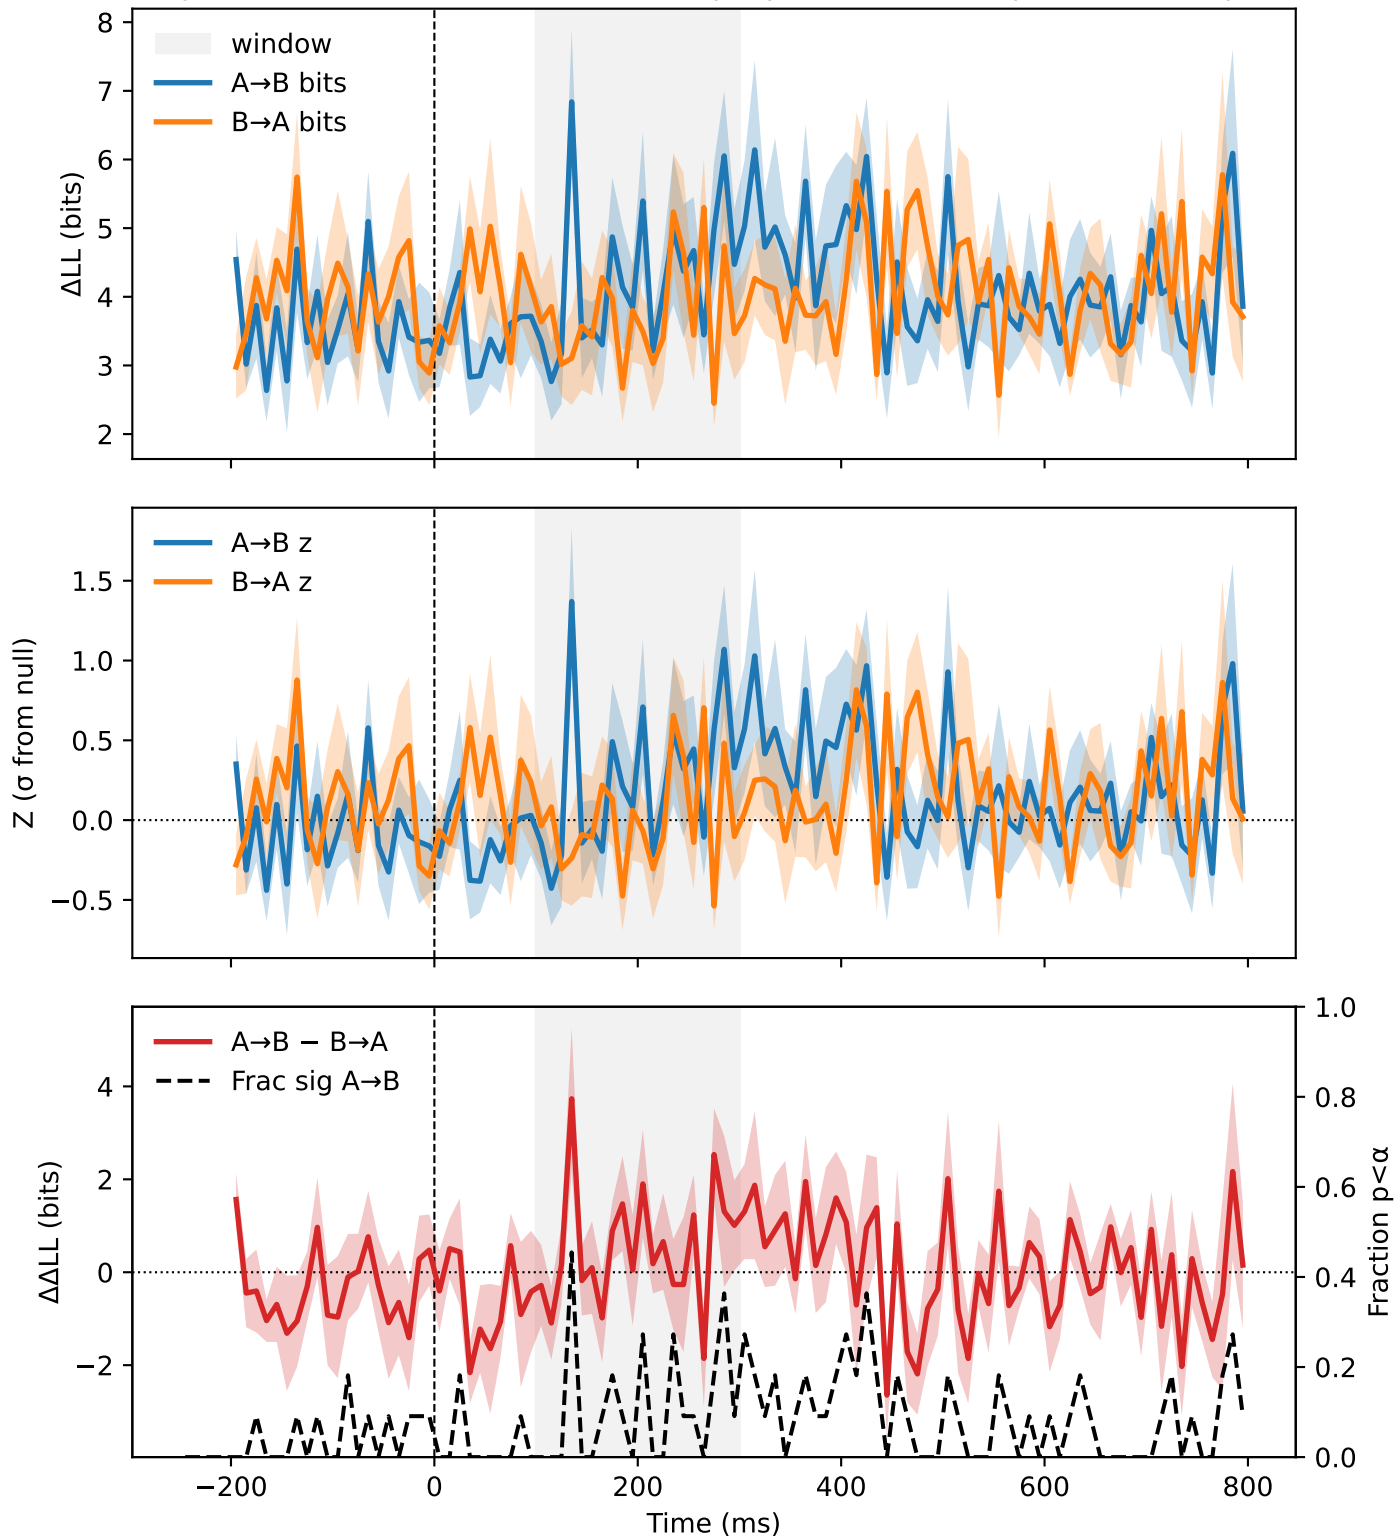 8
7
6
5
4
3
2
ΔLL (bits)
window
A→B bits
B→A bits
1.5
1.0
0.5
0.0
−0.5
Z (σ from null)
A→B z
B→A z
4
2
0
−2
ΔΔLL (bits)
A→B − B→A
Frac sig A→B
1.0
0.8
0.6
0.4
0.2
0.0
Fraction p<α
−200
0
200
400
600
800
Time (ms)